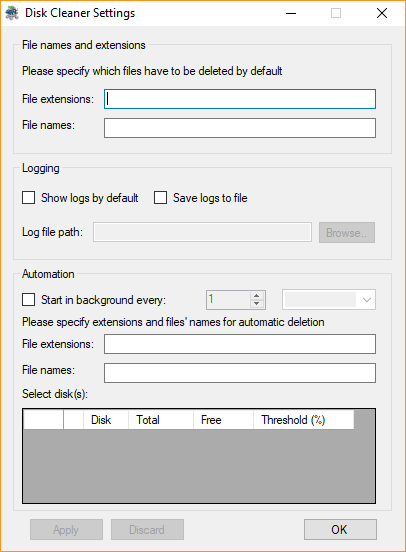 Disk Cleaner Settings
File names and extensions
Please specify which files have to be deleted by default
File extensions:
File names:
Logging
Show logs by default Save logs to file
Log file path: Browse..
Automation
Start in background every: 1
Please specify extensions and files' names for automatic deletion
File extensions:
File names:
Select disk(s):
Disk Total Free Threshold (%)
Apply Discard OK